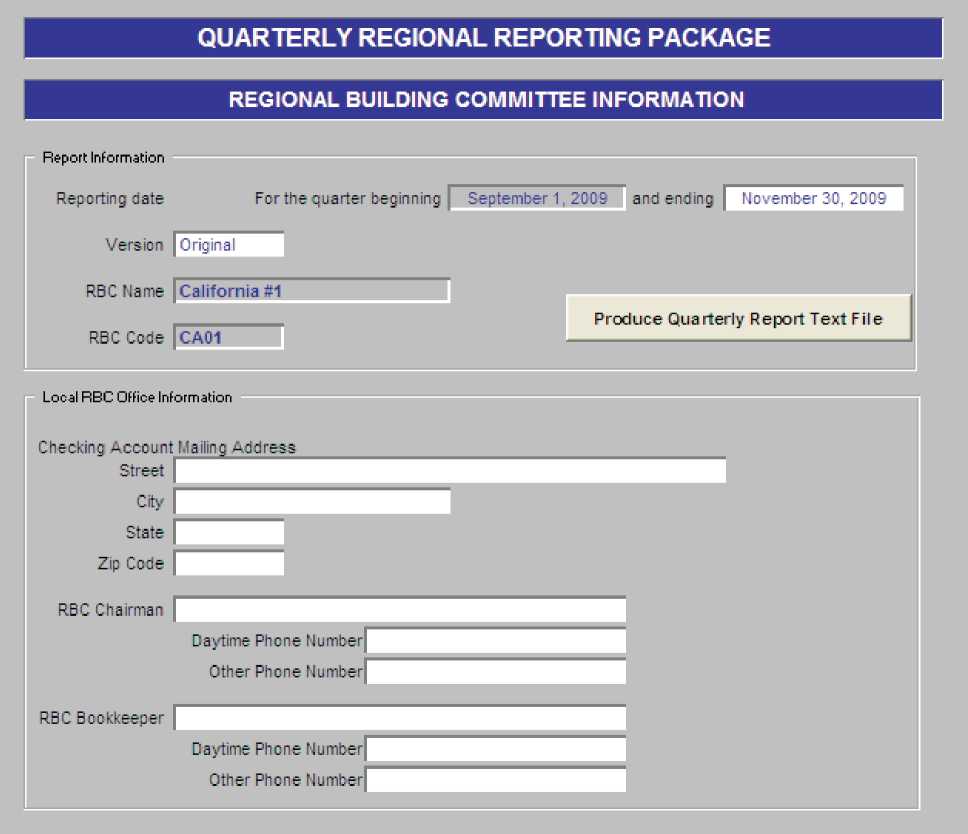 QUARTERLY REGIONAL REPORTING PACKAGE
REGIONAL BUILDING COMMITTEE INFORMATION
Report Information
Reporting date For the quarter beginning September 1, 2009 and ending November 30, 2009
Version Original
RBC Name California #1
Produce Quarterly Report Text File
RBC Code CA01
Local RBC Office Information
Checking Account Mailing Address
Street
City
State
Zip Code
RBC Chairman
Daytime Phone Number
Other Phone Number
RBC Bookkeeper
Daytime Phone Number
Other Phone Number